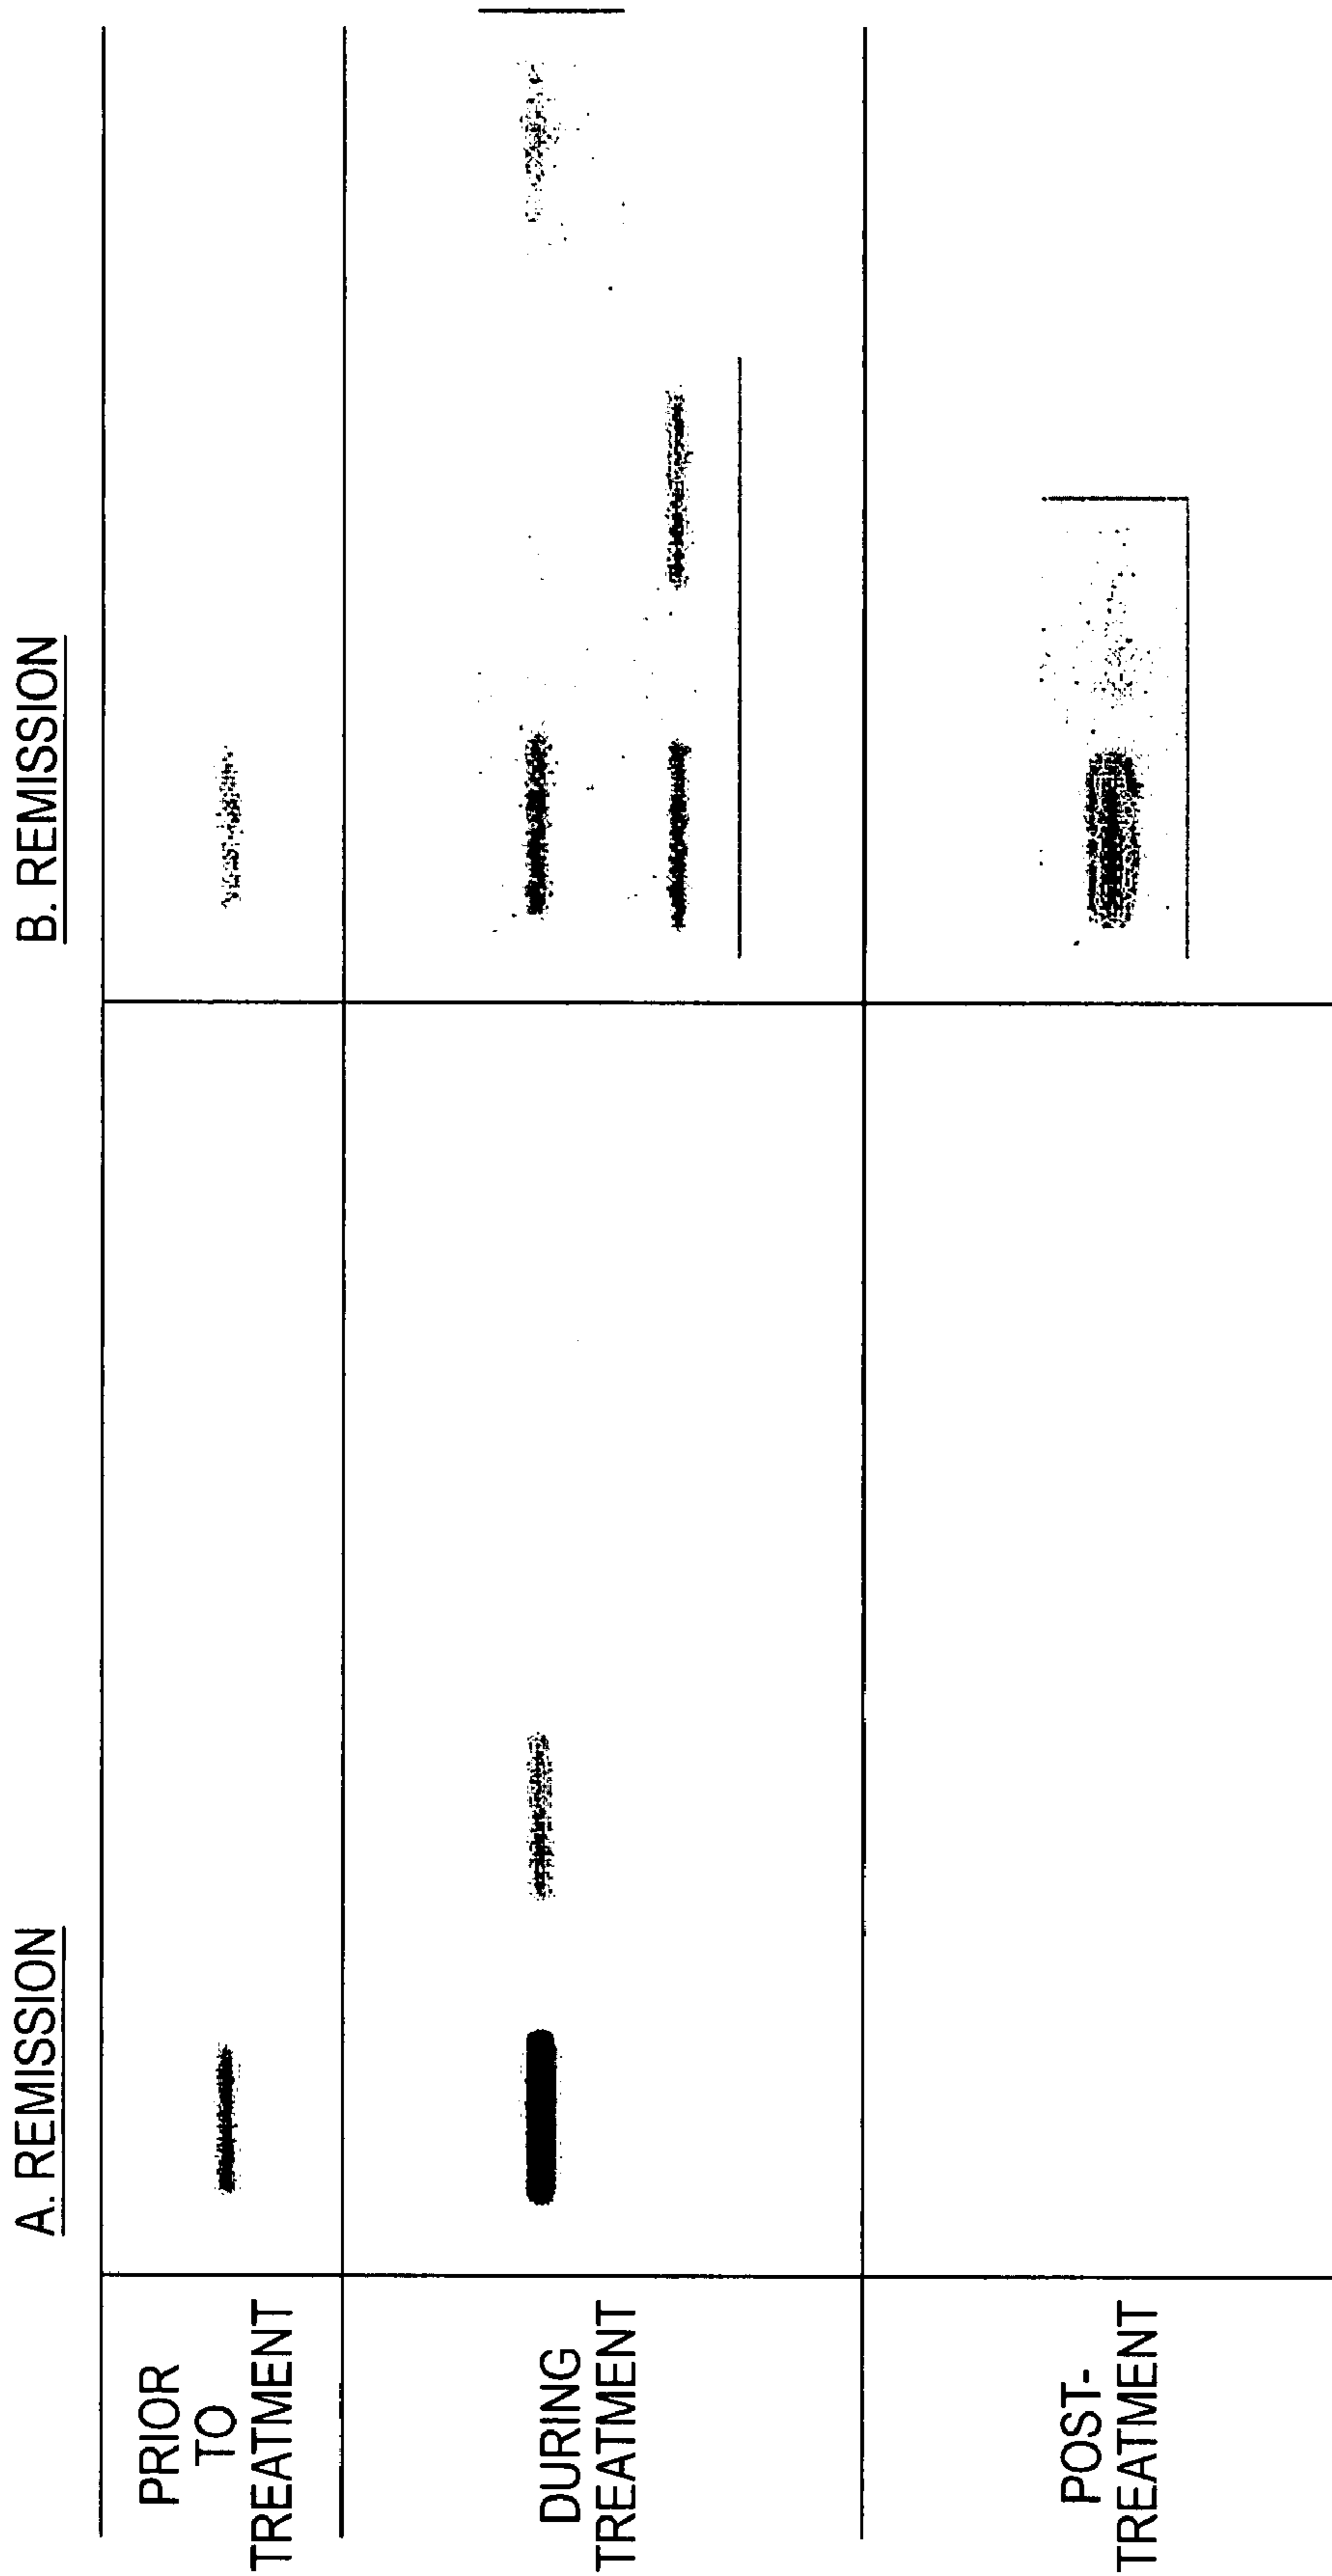 A. REMISSION
B. REMISSION
PRIOR
TO
TREATMENT
DURING
TREATMENT
POST-
TREATMENT